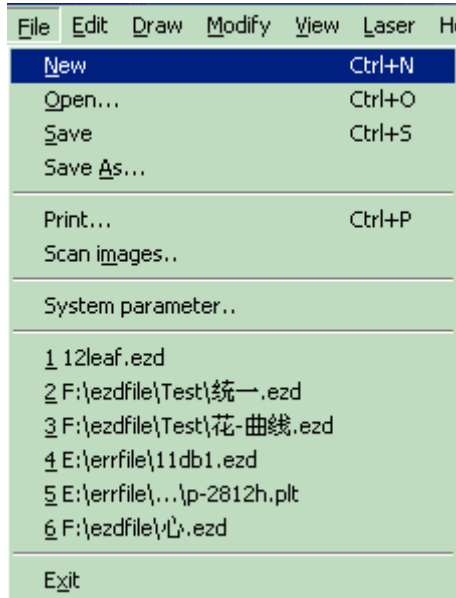 File Edit Draw Modify View Laser
New Ctrl+N
Open... Ctrl+O
Save Ctrl+S
Save As...
Print... Ctrl+P
Scan images..
System parameter..
1 12leaf.ezd
2 F:\ezdfile\Test\统一.ezd
3 F:\ezdfile\Test\花-曲线.ezd
4 E:\errfile\11db1.ezd
5 E:\errfile\...\p-2812h.plt
6 F:\ezdfile\心.ezd
Exit